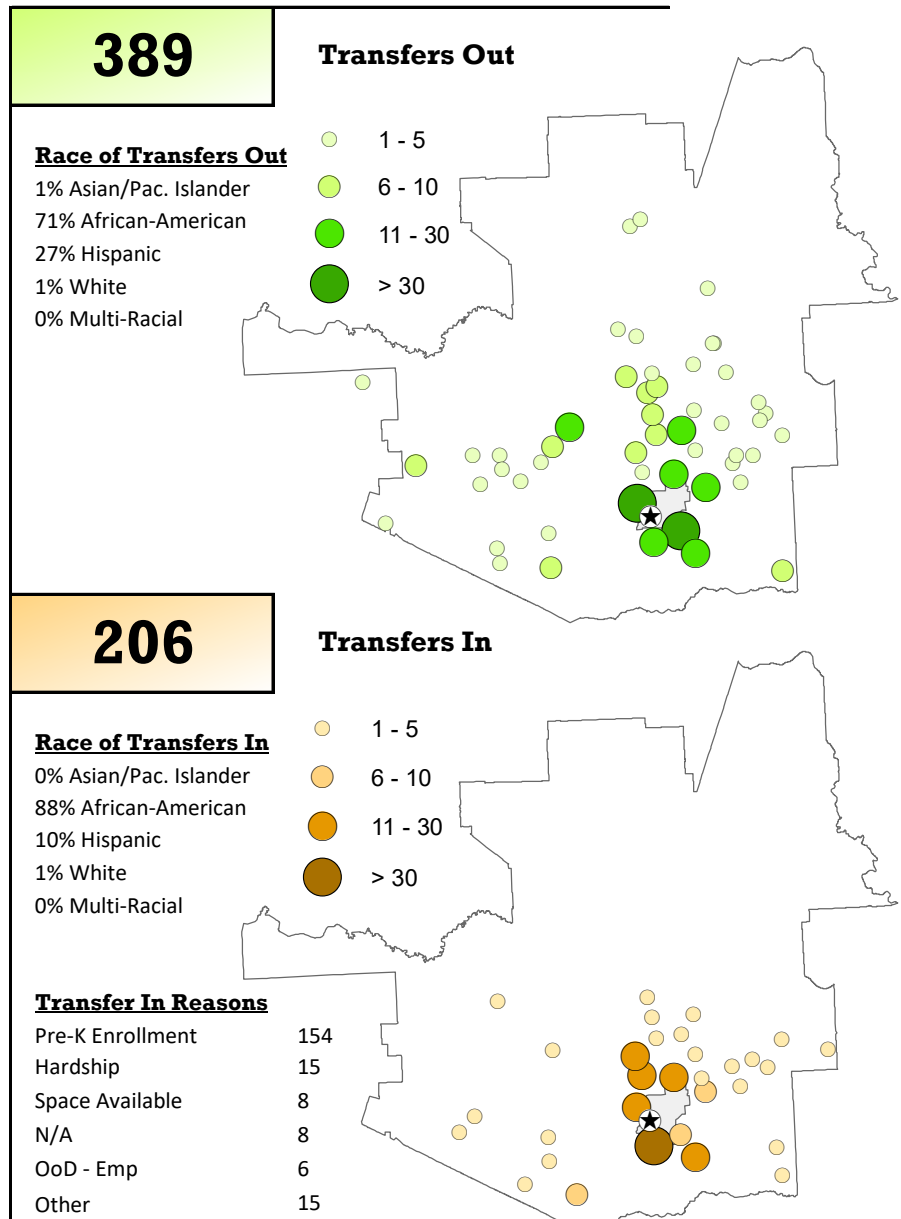 389
Transfers Out
Race of Transfers Out
1% Asian/Pac. Islander
71% African-American
27% Hispanic
1% White
0% Multi-Racial
1 - 5
6 - 10
11 - 30
> 30
206
Transfers In
Race of Transfers In
0% Asian/Pac. Islander
88% African-American
10% Hispanic
1% White
0% Multi-Racial
1 - 5
6 - 10
11 - 30
> 30
Transfer In Reasons
Pre-K Enrollment 154
Hardship 15
Space Available 8
N/A 8
OoD - Emp 6
Other 15